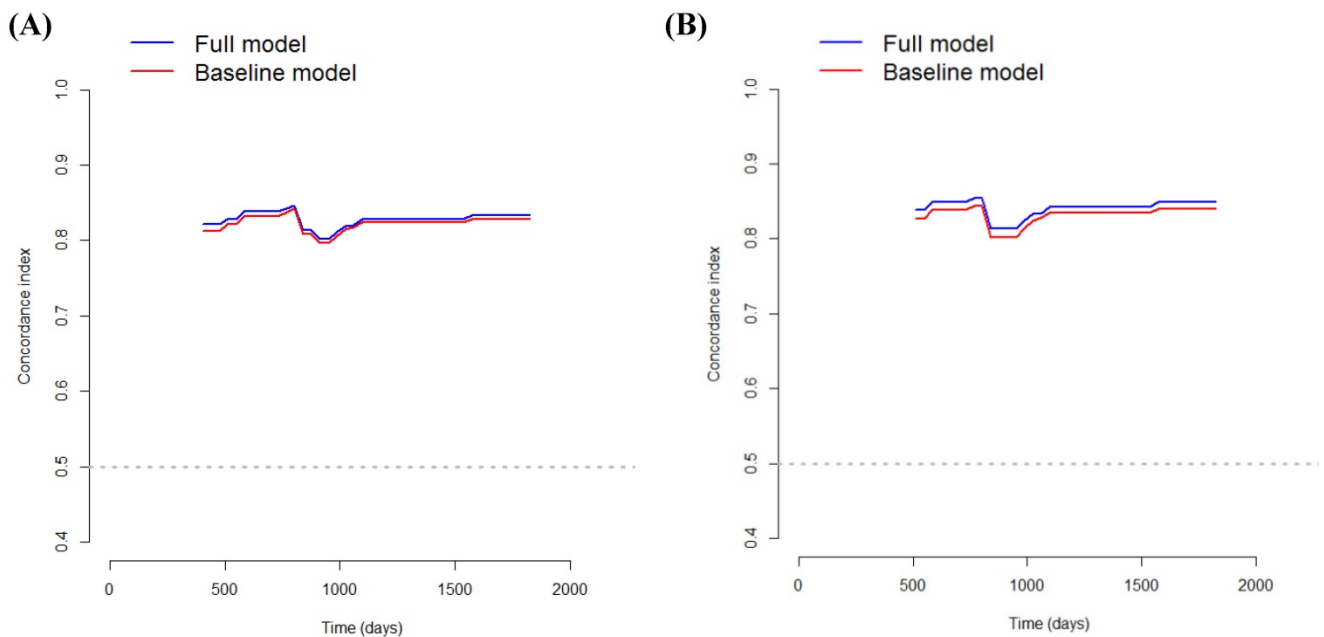 (A)
Full model
Baseline model
1.0
0.9
0.8
0.7
0.6
0.5
0.4
Concordance index
0 500 1000 1500 2000
Time (days)
(B)
Full model
Baseline model
1.0
0.9
0.8
0.7
0.6
0.5
0.4
Concordance index
0 500 1000 1500 2000
Time (days)